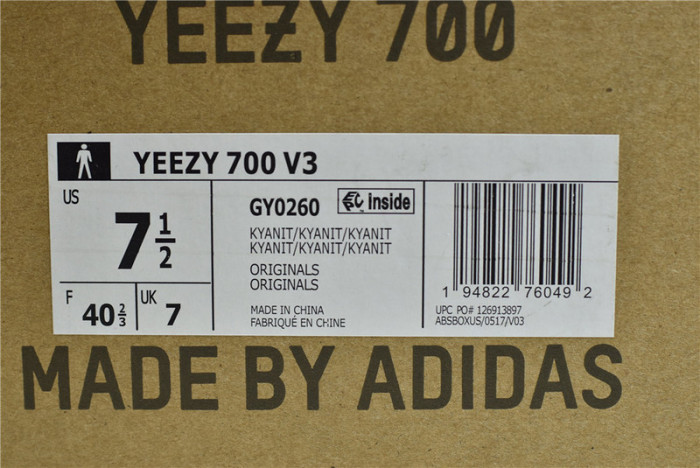 YEEZY 700
YEEZY 700 V3
US
7 1/2
F 40 2/3
UK 7
GY0260
inside
KYANIT/KYANIT/KYANIT
KYANIT/KYANIT/KYANIT
ORIGINALS
ORIGINALS
MADE IN CHINA
FABRIQUÉ EN CHINE
1 94822 76049 2
UPC PO# 126913897
ABSBOXUS/0517/V03
MADE BY ADIDAS